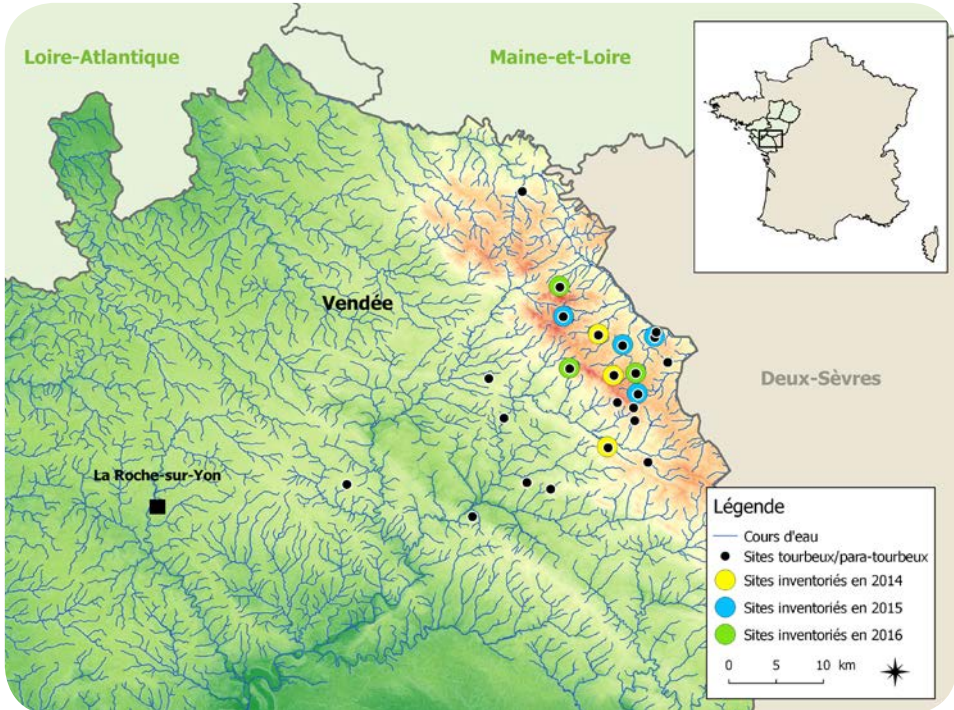 Loire-Atlantique
Maine-et-Loire
Vendée
Deux-Sèvres
La Roche-sur-Yon
Légende
Cours d'eau
Sites tourbeux/para-tourbeux
Sites inventoriés en 2014
Sites inventoriés en 2015
Sites inventoriés en 2016
0 5 10 km